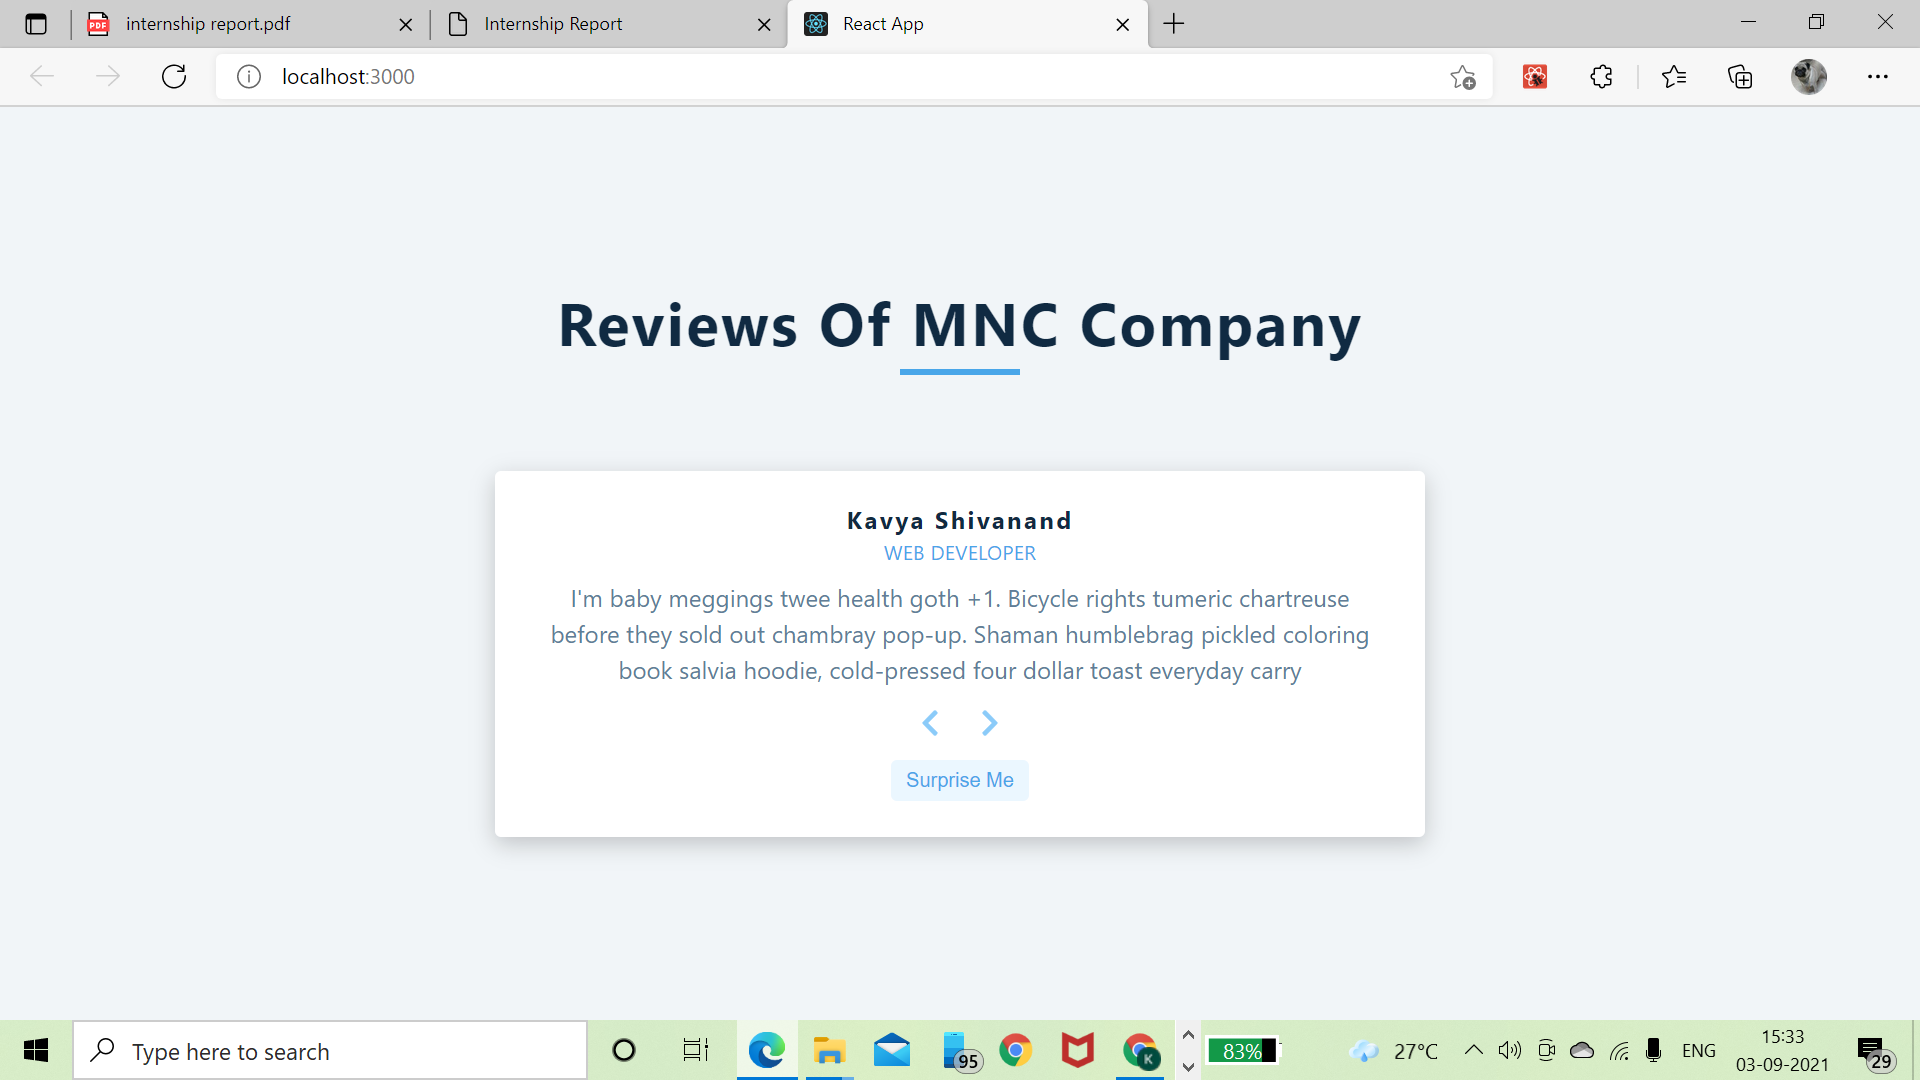 internship report.pdf
Internship Report
React App
localhost:3000
Reviews Of MNC Company
Kavya Shivanand
WEB DEVELOPER
I'm baby meggings twee health goth +1. Bicycle rights tumeric chartreuse
before they sold out chambray pop-up. Shaman humblebrag pickled coloring
book salvia hoodie, cold-pressed four dollar toast everyday carry
Surprise Me
Type here to search
95
K
83%
27°C
ENG
15:33
03-09-2021
29
PDF